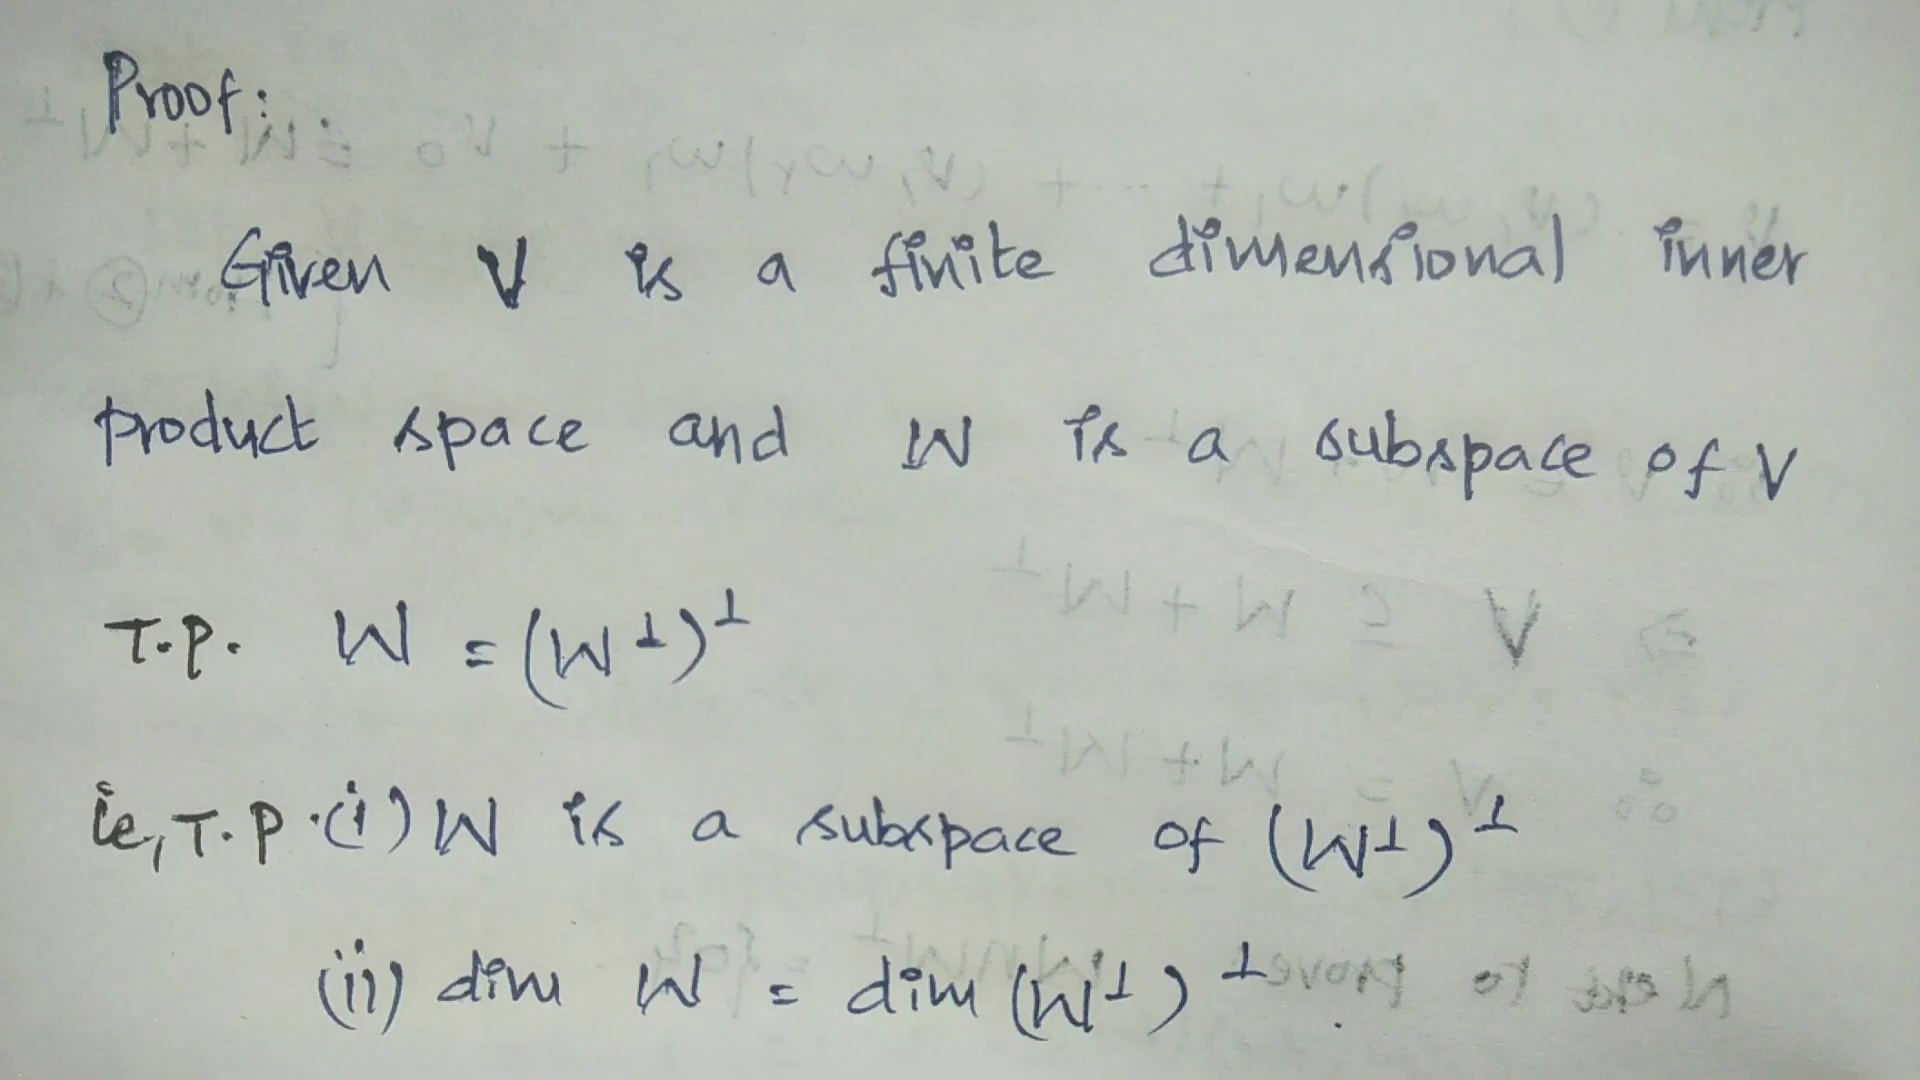 Proof:
Given V is a finite dimensional inner
product space and W is a subspace of V
T.P. W = (W⊥)⊥
ie, T.P. (i) W is a subspace of (W⊥)⊥
(ii) dim W = dim (W⊥)⊥.